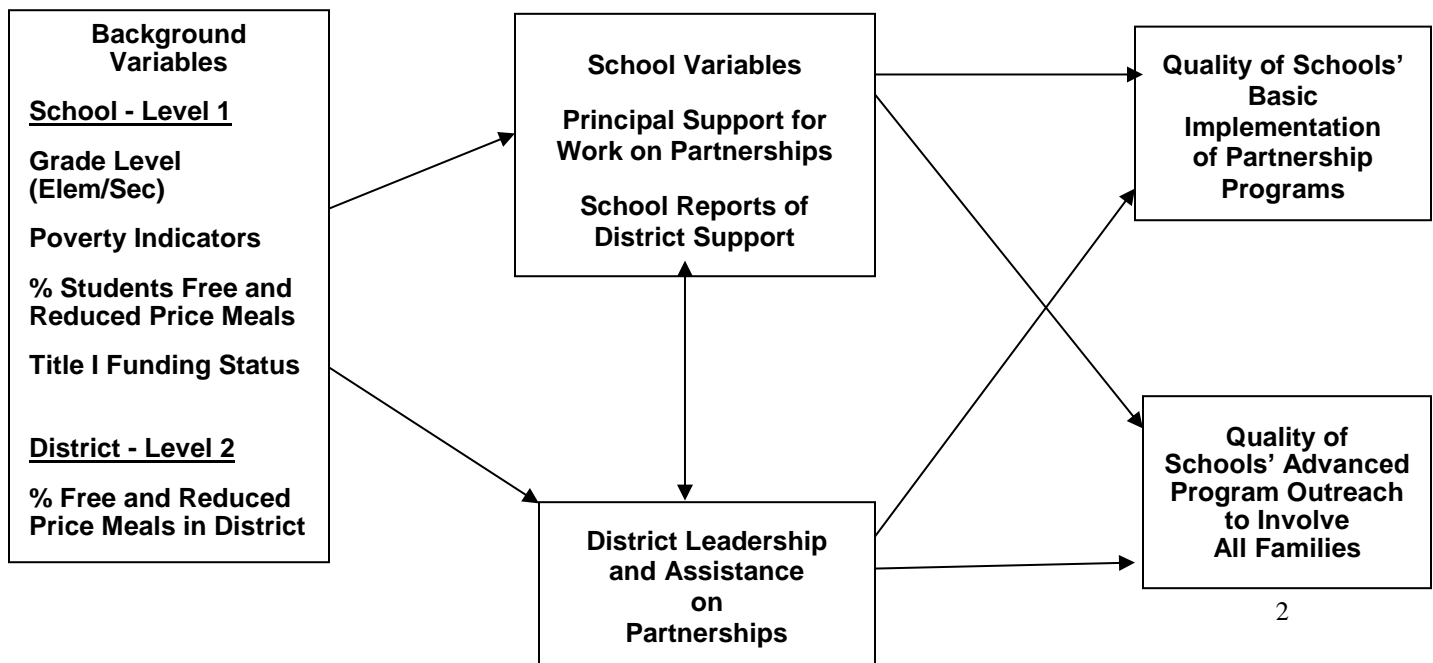 Background
Variables
School - Level 1
Grade Level
(Elem/Sec)
Poverty Indicators
% Students Free and
Reduced Price Meals
Title I Funding Status
District - Level 2
% Free and Reduced
Price Meals in District
School Variables
Principal Support for
Work on Partnerships
School Reports of
District Support
District Leadership
and Assistance
on
Partnerships
Quality of Schools’
Basic
Implementation
of Partnership
Programs
Quality of
Schools’ Advanced
Program Outreach
to Involve
All Families
2